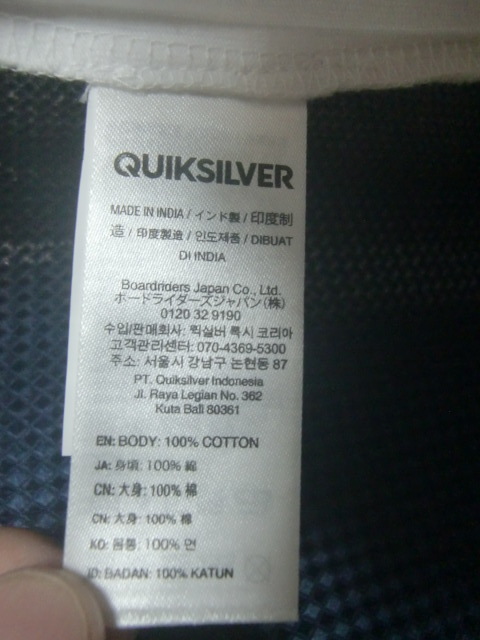 QUIKSILVER
MADE IN INDIA / インド製 / 印度制
造 / 印度製造 / 인도제품 / DIBUAT
DI INDIA
Boardriders Japan Co., Ltd.
ボードライダーズジャパン(株)
0120 32 9190
수입/판매회사: 퀵실버 록시 코리아
고객관리센터: 070-4369-5300
주소: 서울시 강남구 논현동 87
PT. Quiksilver Indonesia
Jl. Raya Legian No. 362
Kuta Bali 80361
EN: BODY: 100% COTTON
JA: 身頃: 100% 綿
CN: 大身: 100% 棉
CN: 大身: 100% 棉
KO: 몸통: 100% 면
ID: BADAN: 100% KATUN